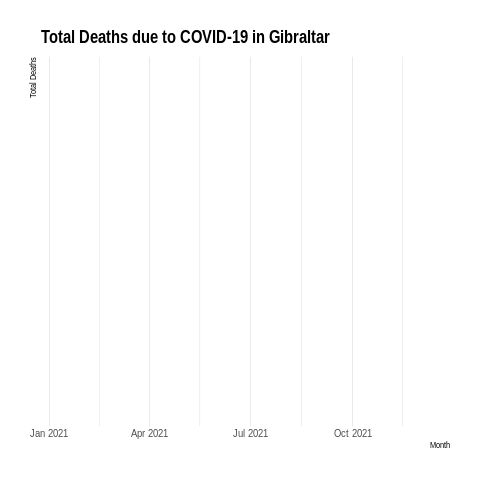 Total Deaths due to COVID-19 in Gibraltar
Total Deaths
Jan 2021
Apr 2021
Jul 2021
Oct 2021
Month